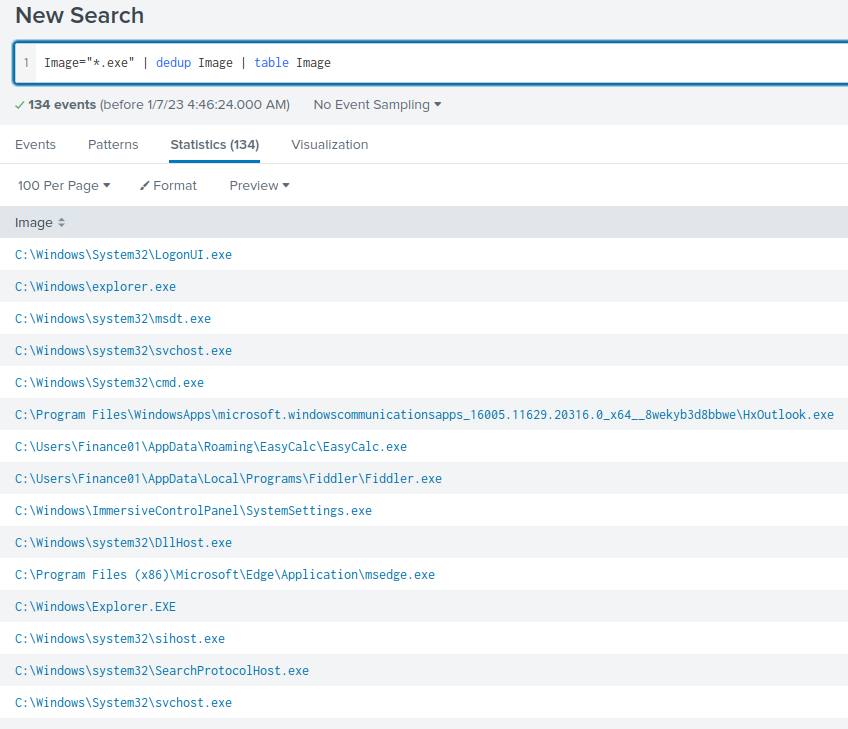 New Search
1 Image="*.exe" | dedup Image | table Image
134 events (before 1/7/23 4:46:24.000 AM) No Event Sampling
Events Patterns Statistics (134) Visualization
100 Per Page Format Preview
Image
C:\Windows\System32\LogonUI.exe
C:\Windows\explorer.exe
C:\Windows\system32\msdt.exe
C:\Windows\system32\svchost.exe
C:\Windows\System32\cmd.exe
C:\Program Files\WindowsApps\microsoft.windowscommunicationsapps_16005.11629.20316.0_x64__8wekyb3d8bbwe\HxOutlook.exe
C:\Users\Finance01\AppData\Roaming\EasyCalc\EasyCalc.exe
C:\Users\Finance01\AppData\Local\Programs\Fiddler\Fiddler.exe
C:\Windows\ImmersiveControlPanel\SystemSettings.exe
C:\Windows\system32\DllHost.exe
C:\Program Files (x86)\Microsoft\Edge\Application\msedge.exe
C:\Windows\Explorer.EXE
C:\Windows\system32\sihost.exe
C:\Windows\system32\SearchProtocolHost.exe
C:\Windows\System32\svchost.exe